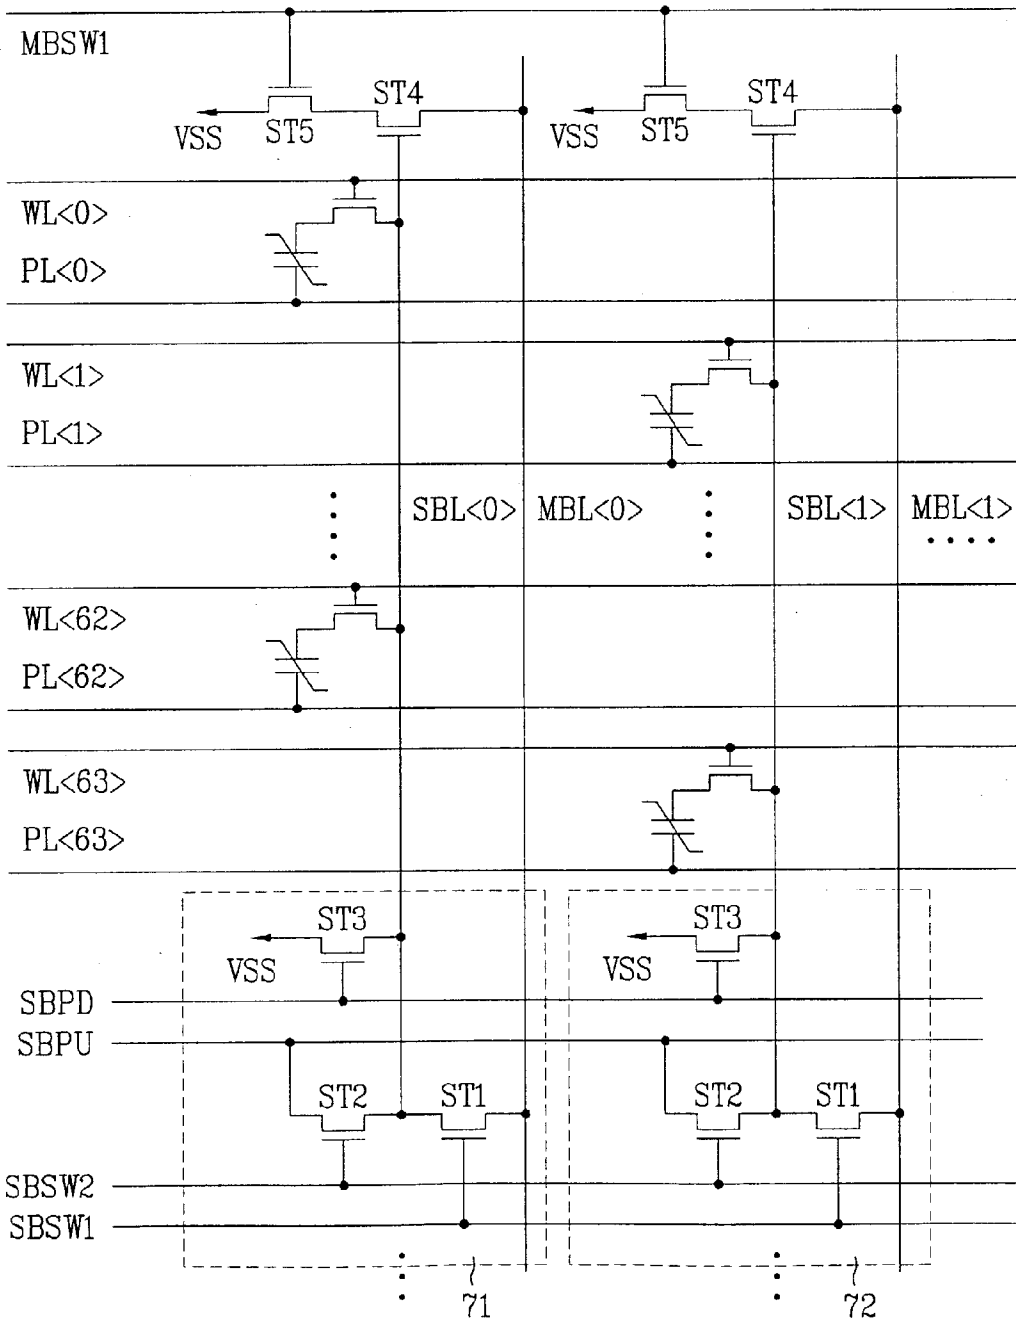 MBSW1
ST4 ST4
VSS ST5 VSS ST5
WL<0>
PL<0>
WL<1>
PL<1>
SBL<0> MBL<0> SBL<1> MBL<1>
WL<62>
PL<62>
WL<63>
PL<63>
ST3 ST3
VSS VSS
SBPD
SBPU
ST2 ST1 ST2 ST1
SBSW2
SBSW1
71 72